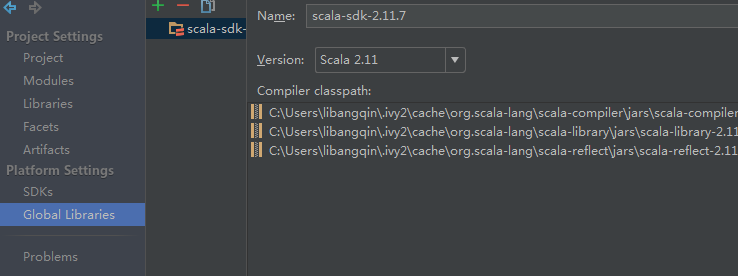 Project Settings
Project
Modules
Libraries
Facets
Artifacts
Platform Settings
SDKs
Global Libraries
Problems
scala-sdk-
Name: scala-sdk-2.11.7
Version: Scala 2.11
Compiler classpath:
C:\Users\libangqin\.ivy2\cache\org.scala-lang\scala-compiler\jars\scala-compiler
C:\Users\libangqin\.ivy2\cache\org.scala-lang\scala-library\jars\scala-library-2.11
C:\Users\libangqin\.ivy2\cache\org.scala-lang\scala-reflect\jars\scala-reflect-2.11